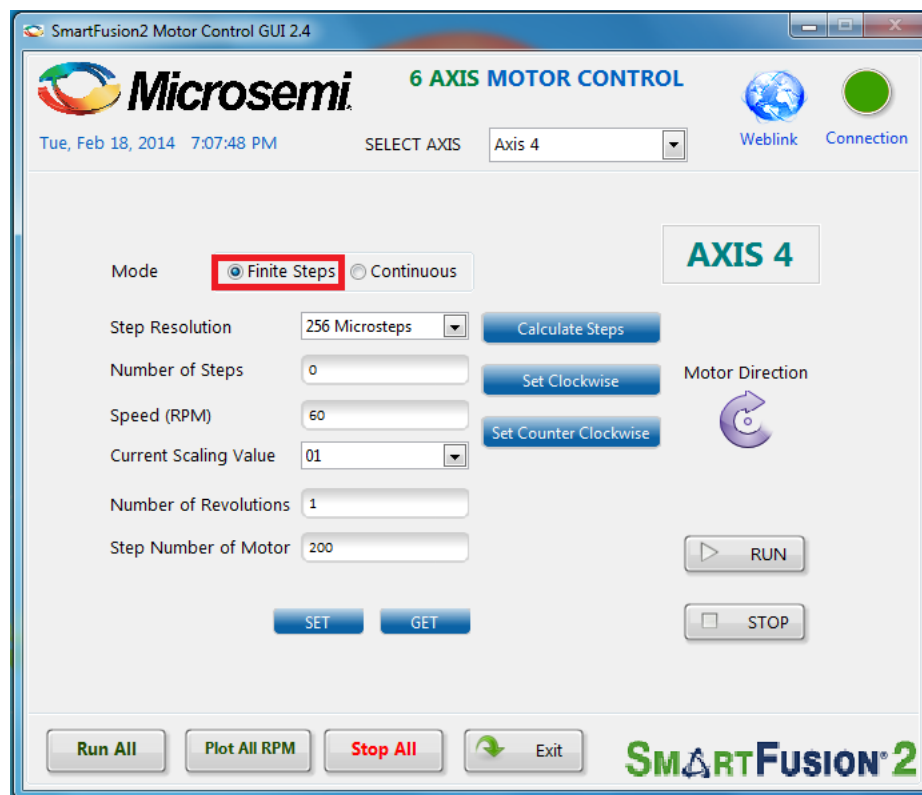 SmartFusion2 Motor Control GUI 2.4
Microsemi.
6 AXIS MOTOR CONTROL
Tue, Feb 18, 2014 7:07:48 PM
SELECT AXIS
Axis 4
Weblink
Connection
AXIS 4
Mode
Finite Steps
Continuous
Step Resolution
256 Microsteps
Calculate Steps
Number of Steps
0
Set Clockwise
Motor Direction
Speed (RPM)
60
Set Counter Clockwise
Current Scaling Value
01
Number of Revolutions
1
Step Number of Motor
200
RUN
SET
GET
STOP
Run All
Plot All RPM
Stop All
Exit
SMARTFUSION®2